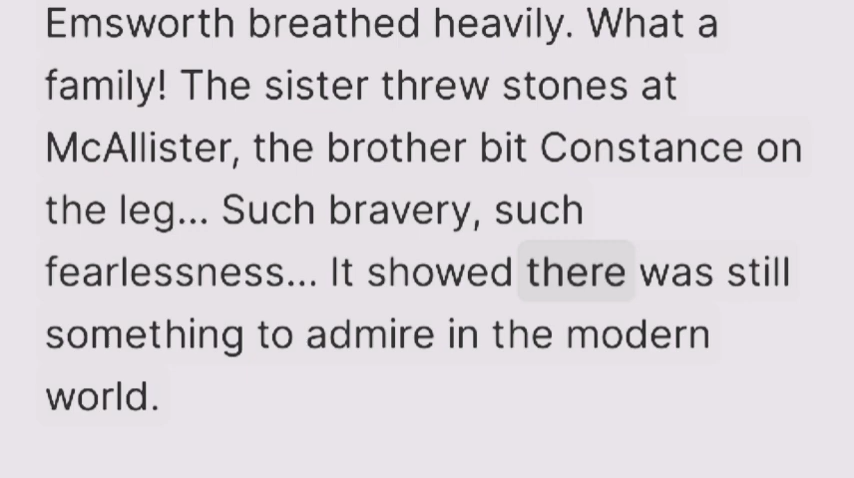 Emsworth breathed heavily. What a
family! The sister threw stones at
McAllister, the brother bit Constance on
the leg... Such bravery, such
fearlessness... It showed there was still
something to admire in the modern
world.